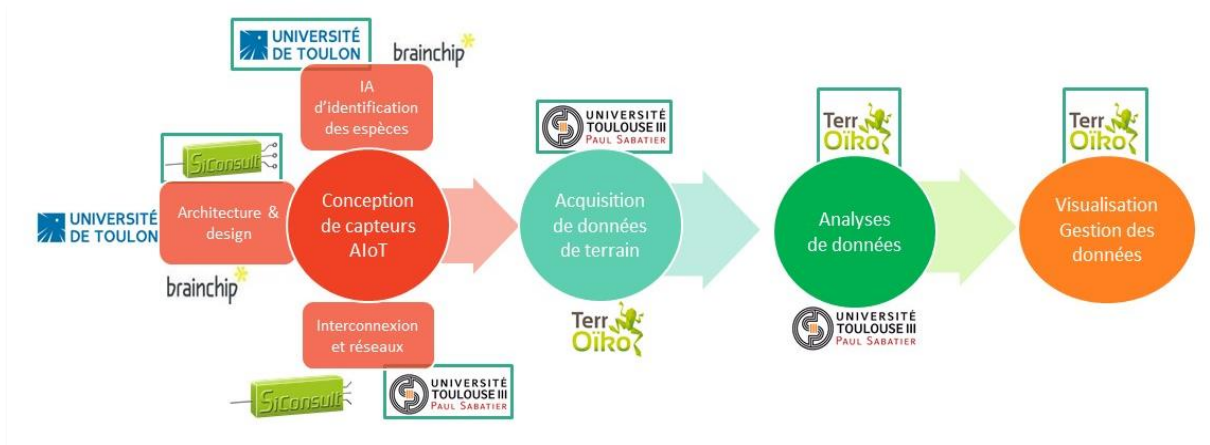 UNIVERSITÉ
DE TOULON
brainchip
IA
d'identification
des espèces
SiConsult
UNIVERSITÉ
DE TOULON
Architecture &
design
brainchip
Conception
de capteurs
AIoT
Interconnexion
et réseaux
SiConsult
UNIVERSITÉ
TOULOUSE III
PAUL SABATIER
UNIVERSITÉ
TOULOUSE III
PAUL SABATIER
Acquisition
de données
de terrain
Terr
Oïko
Terr
Oïko
Analyses
de données
UNIVERSITÉ
TOULOUSE III
PAUL SABATIER
Terr
Oïko
Visualisation
Gestion des
données